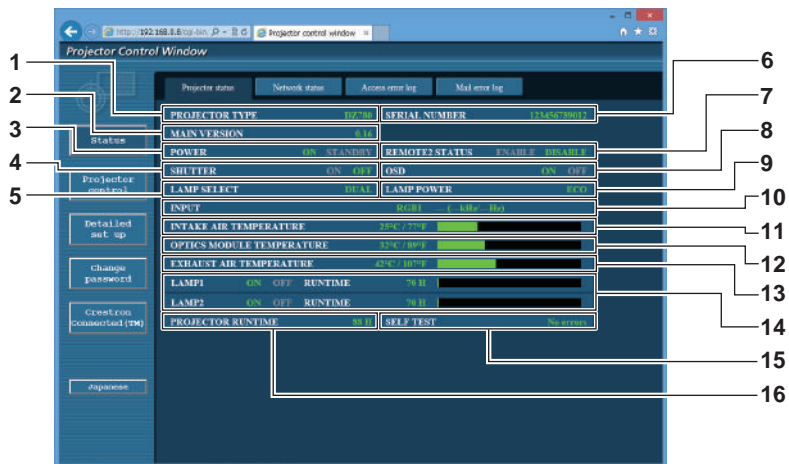 http://192.168.0.8/cgi-bin
Projector control window
Projector Control Window
Projector status Network status Access error log Mail error log
1 PROJECTOR TYPE DZ780 SERIAL NUMBER 123456789012 6
2 MAIN VERSION 0.16
3 POWER ON STANDBY REMOTE2 STATUS ENABLE DISABLE 7
4 SHUTTER ON OFF OSD ON OFF 8
5 LAMP SELECT DUAL LAMP POWER ECO 9
INPUT RGB1 --- (---kHz/---Hz) 10
INTAKE AIR TEMPERATURE 25°C / 77°F 11
OPTICS MODULE TEMPERATURE 32°C / 89°F 12
EXHAUST AIR TEMPERATURE 42°C / 107°F 13
LAMP1 ON OFF RUNTIME 70 H
LAMP2 ON OFF RUNTIME 70 H 14
PROJECTOR RUNTIME 88 H SELF TEST No errors
15
16
Status
Projector control
Detailed set up
Change password
Crestron Connected(TM)
Japanese